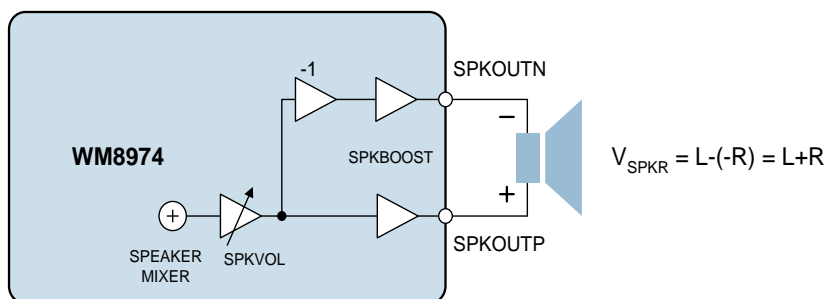 -1
SPKOUTN
−
WM8974
SPKBOOST
V_SPKR = L-(-R) = L+R
+
+
SPEAKER
MIXER
SPKVOL
SPKOUTP